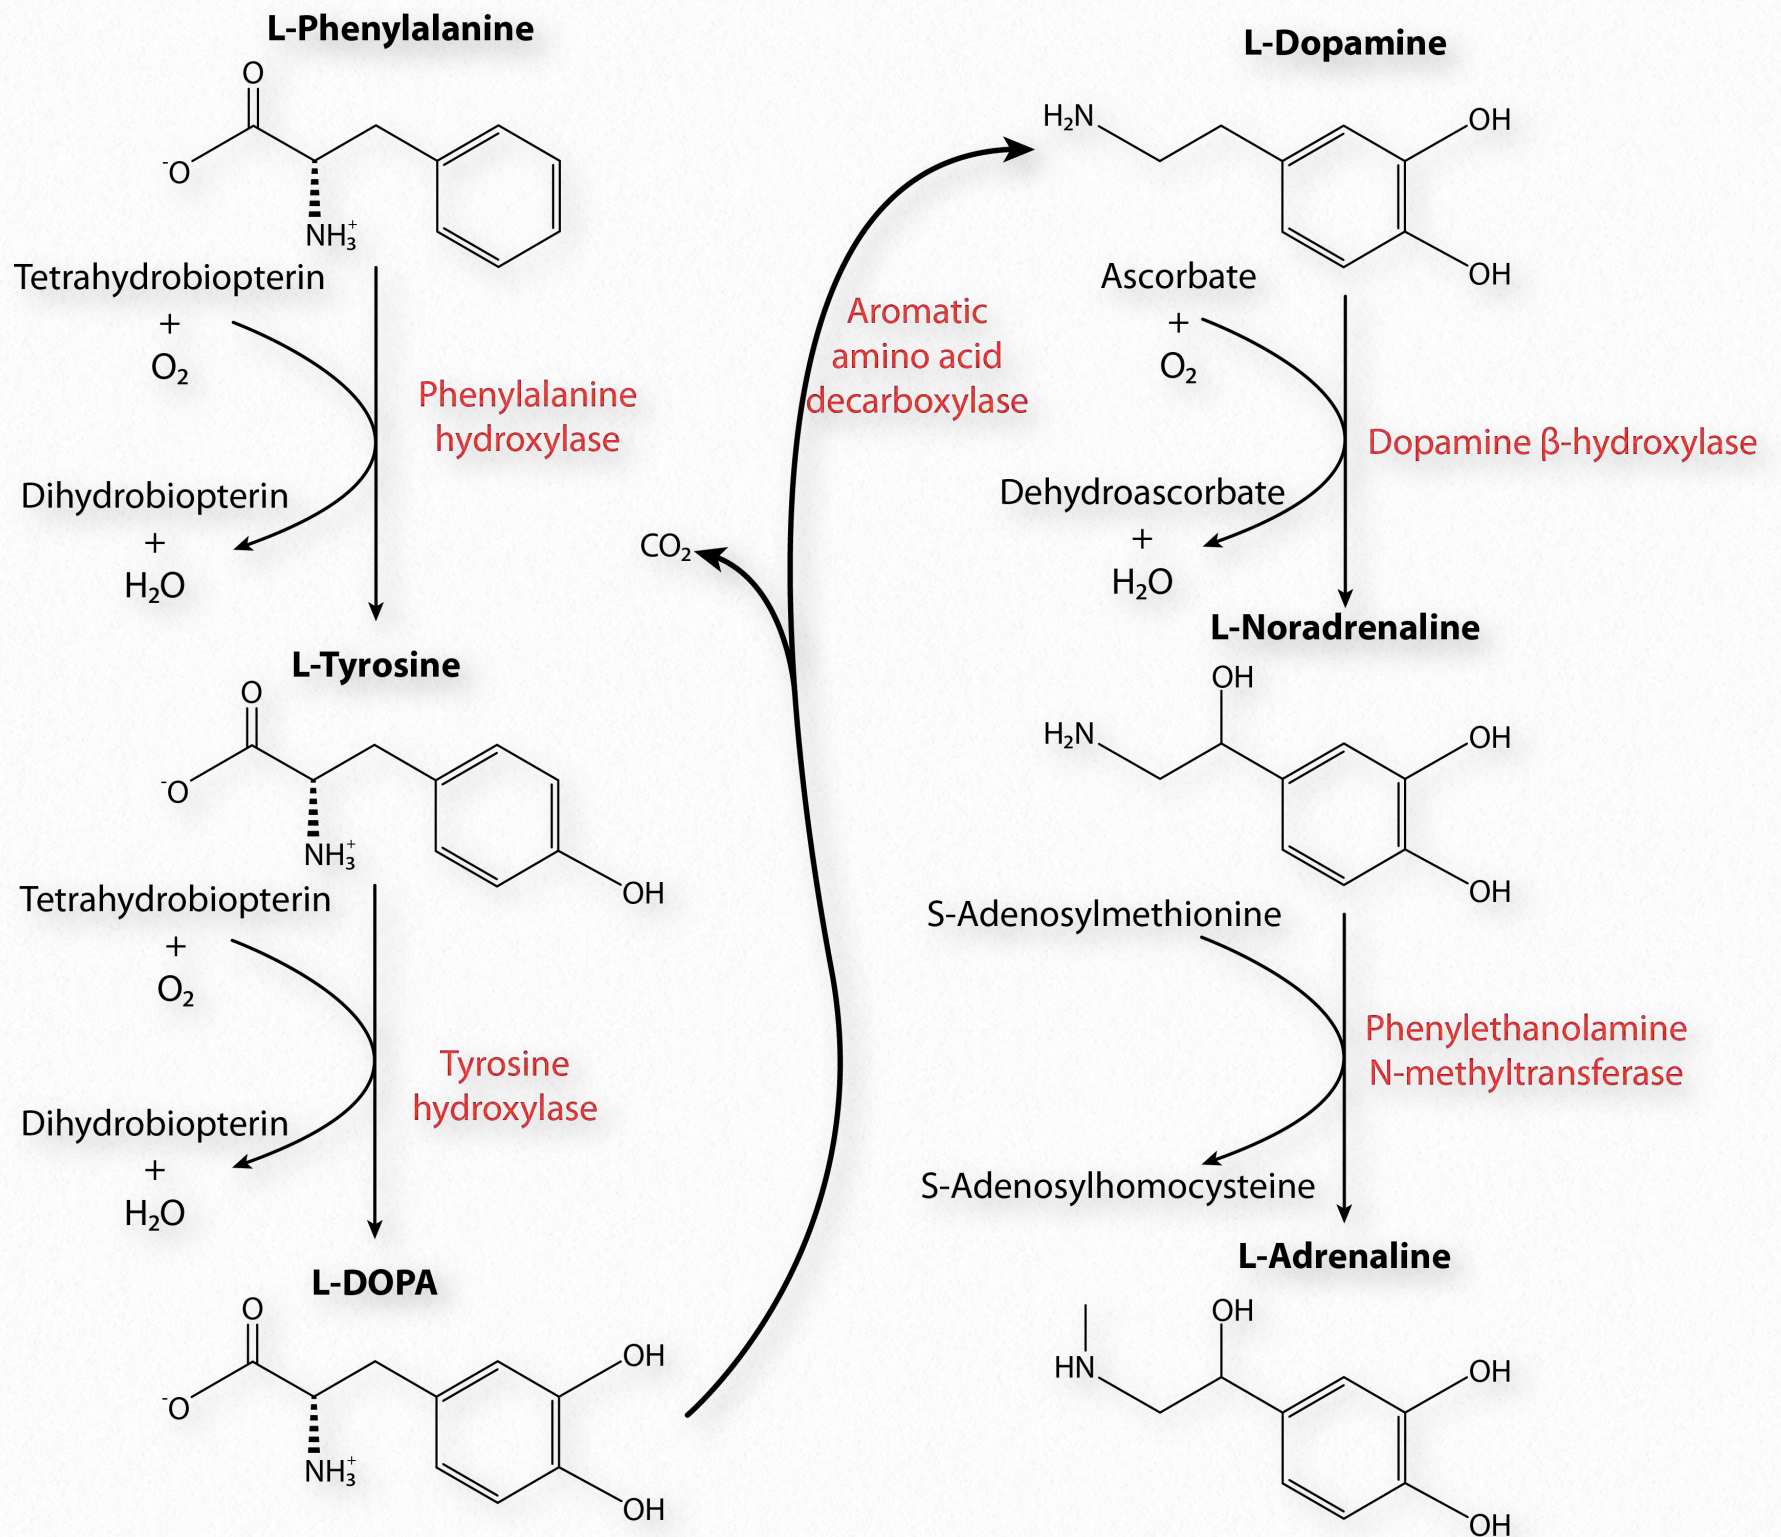 L-Phenylalanine
O
⁻O
NH₃⁺
Tetrahydrobiopterin
+
O₂
Phenylalanine
hydroxylase
Dihydrobiopterin
+
H₂O
L-Tyrosine
O
⁻O
NH₃⁺
OH
Tetrahydrobiopterin
+
O₂
Tyrosine
hydroxylase
Dihydrobiopterin
+
H₂O
L-DOPA
O
⁻O
NH₃⁺
OH
OH
CO₂
Aromatic
amino acid
decarboxylase
L-Dopamine
H₂N
OH
OH
Ascorbate
+
O₂
Dopamine β-hydroxylase
Dehydroascorbate
+
H₂O
L-Noradrenaline
OH
H₂N
OH
OH
S-Adenosylmethionine
Phenylethanolamine
N-methyltransferase
S-Adenosylhomocysteine
L-Adrenaline
OH
HN
OH
OH